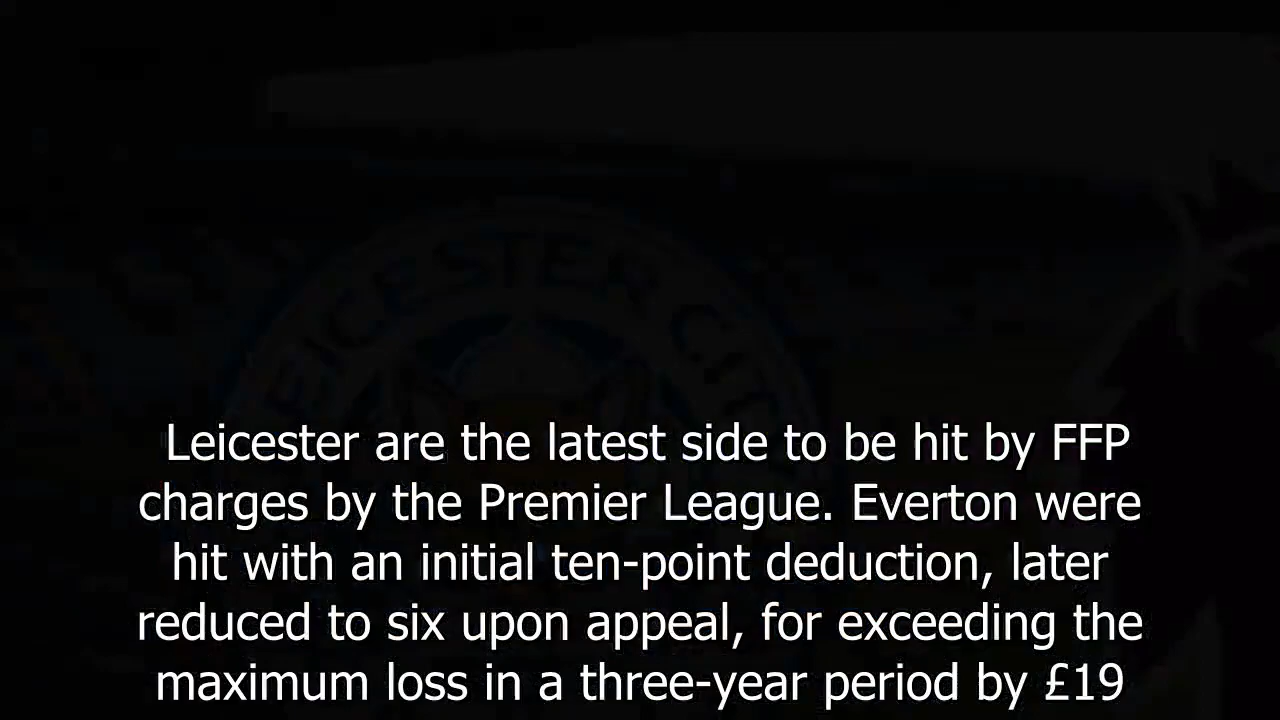 LEICESTER CITY
Leicester are the latest side to be hit by FFP
charges by the Premier League. Everton were
hit with an initial ten-point deduction, later
reduced to six upon appeal, for exceeding the
maximum loss in a three-year period by £19